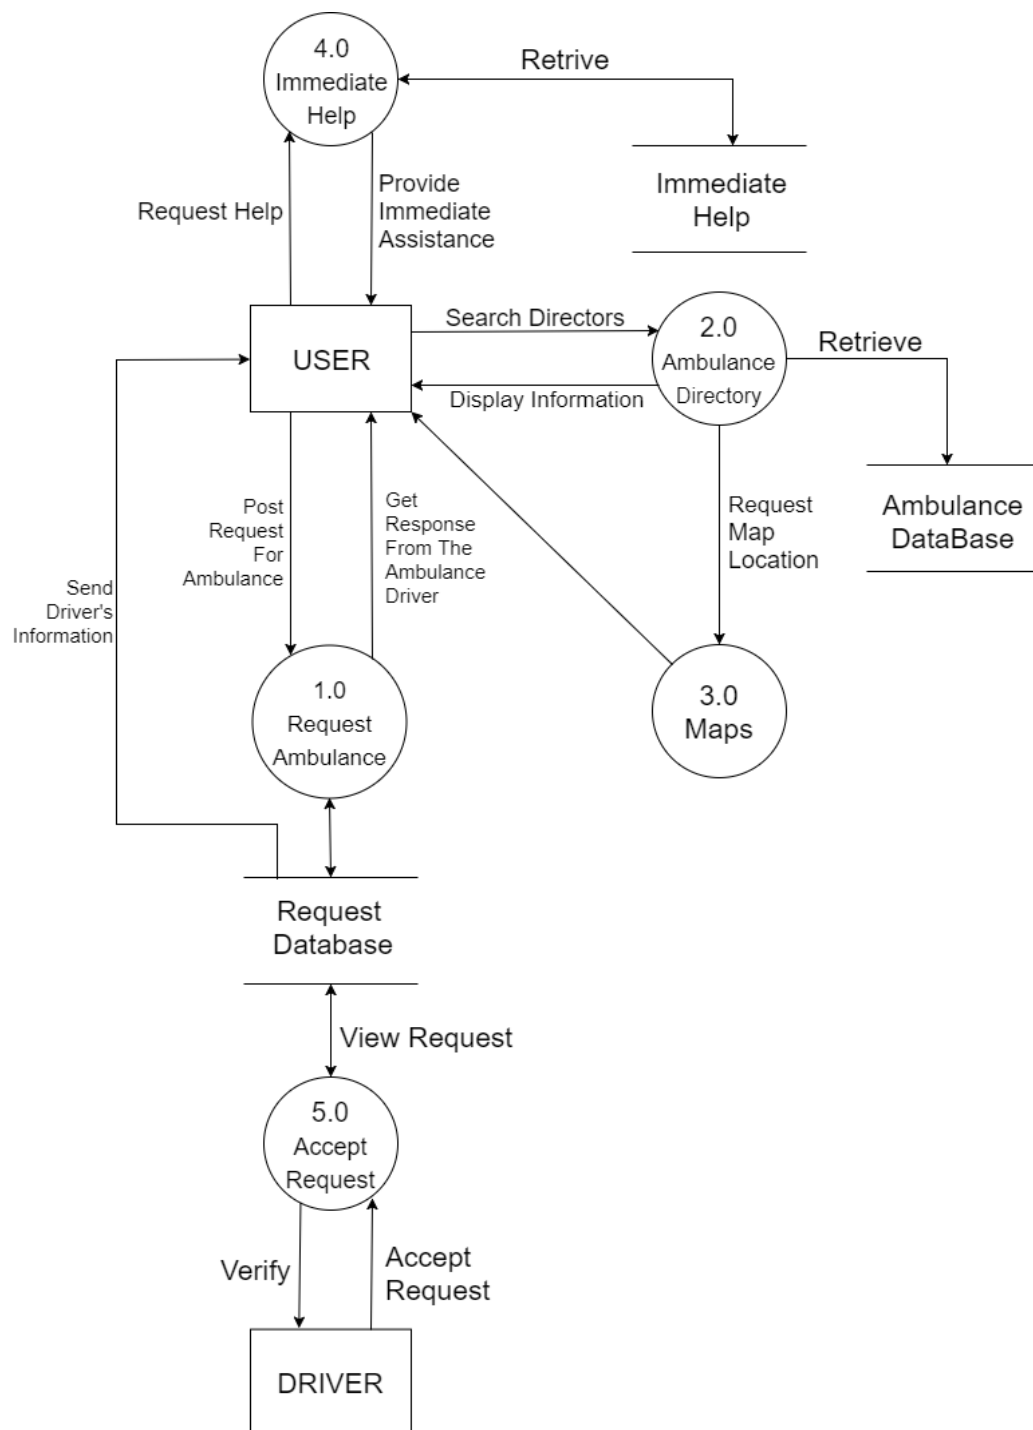 4.0
Immediate
Help
Retrive
Immediate
Help
Request Help
Provide
Immediate
Assistance
USER
Search Directors
Display Information
2.0
Ambulance
Directory
Retrieve
Ambulance
DataBase
Request
Map
Location
Post
Request
For
Ambulance
Get
Response
From The
Ambulance
Driver
Send
Driver's
Information
1.0
Request
Ambulance
3.0
Maps
Request
Database
View Request
5.0
Accept
Request
Verify
Accept
Request
DRIVER